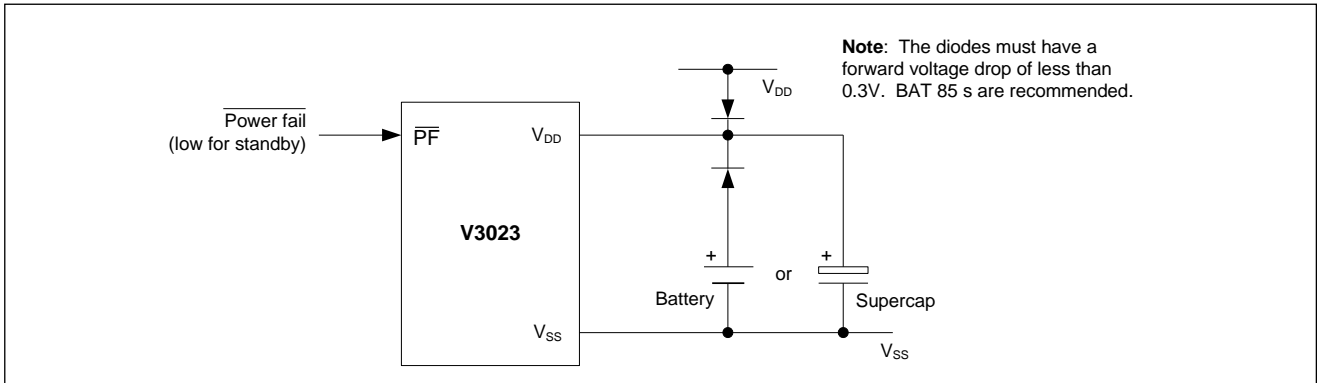 Note: The diodes must have a
forward voltage drop of less than
0.3V. BAT 85 s are recommended.
VDD
Power fail
(low for standby)
PF
VDD
V3023
+
+
or
Battery
Supercap
VSS
VSS